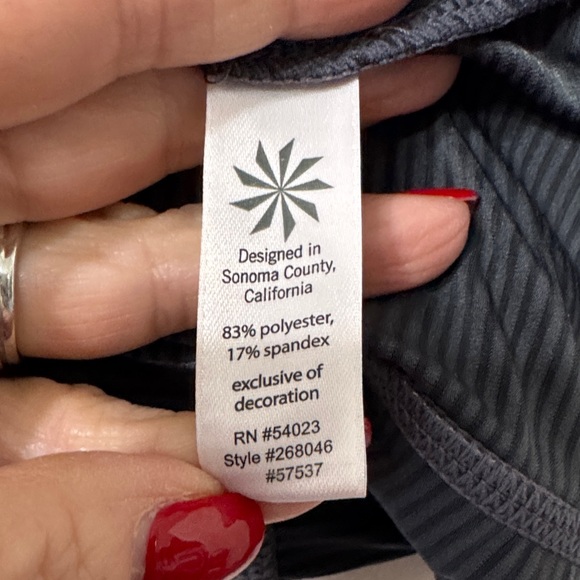 Designed in
Sonoma County,
California
83% polyester,
17% spandex
exclusive of
decoration
RN #54023
Style #268046
#57537